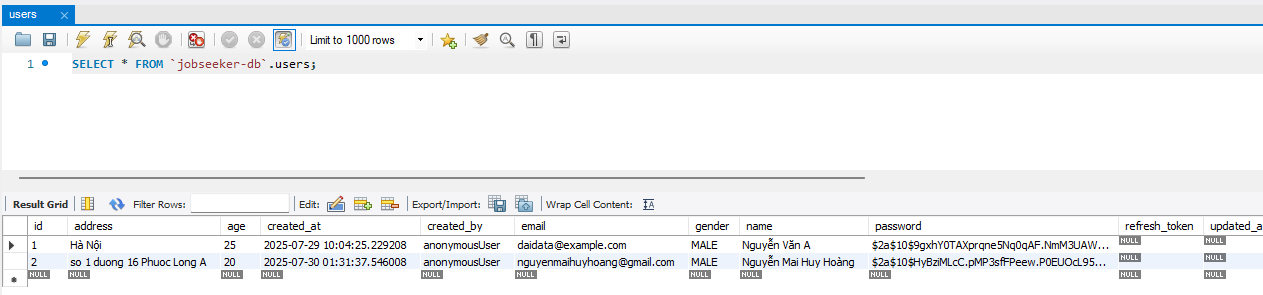 users
Limit to 1000 rows
1 SELECT * FROM `jobseeker-db`.users;
Result Grid Filter Rows: Edit: Export/Import: Wrap Cell Content:
id address age created_at created_by email gender name password refresh_token updated_a
1 Hà Nội 25 2025-07-29 10:04:25.229208 anonymousUser daidata@example.com MALE Nguyễn Văn A $2a$10$9gxhY0TAXprqne5Nq0qAF.NmM3UAW... NULL NULL
2 so 1 duong 16 Phuoc Long A 20 2025-07-30 01:31:37.546008 anonymousUser nguyenmaihuyhoang@gmail.com MALE Nguyễn Mai Huy Hoàng $2a$10$HyBziMLcC.pMP3sfFPeew.P0EUOcL95... NULL NULL
NULL NULL NULL NULL NULL NULL NULL NULL NULL NULL NULL